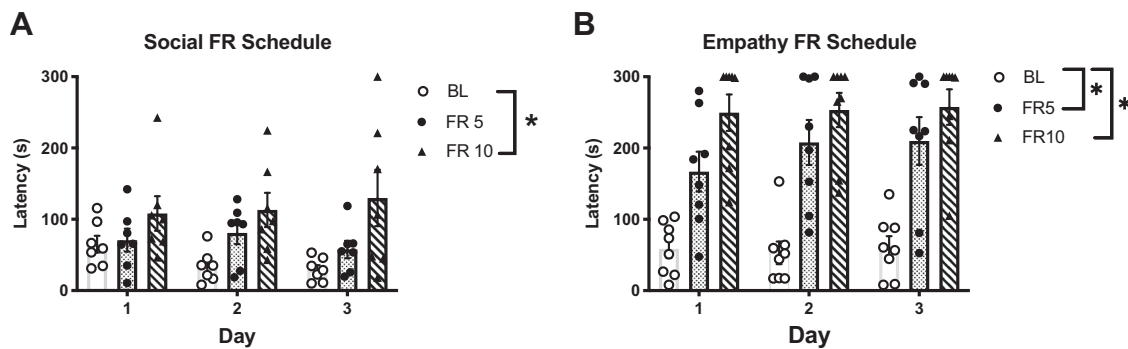 A
Social FR Schedule
300
200
100
0
Latency (s)
1
2
3
Day
BL
FR 5
FR 10
*
B
Empathy FR Schedule
300
200
100
0
Latency (s)
1
2
3
Day
BL
FR5
FR10
*
*